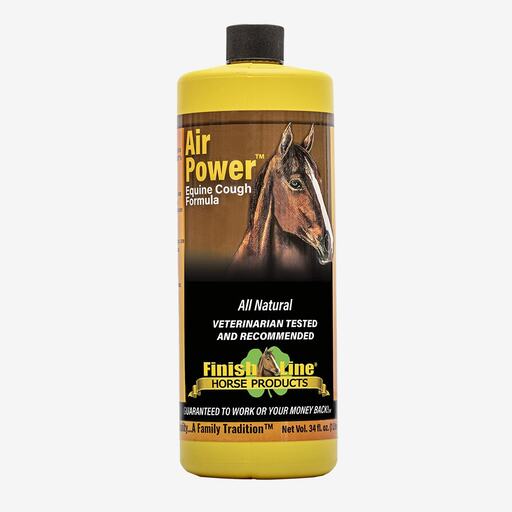 Air
Power™
Equine Cough
Formula
All Natural
VETERINARIAN TESTED
AND RECOMMENDED
Finish Line®
HORSE PRODUCTS
GUARANTEED TO WORK OR YOUR MONEY BACK!
...A Family Tradition™ Net Vol. 34 fl. oz. (1